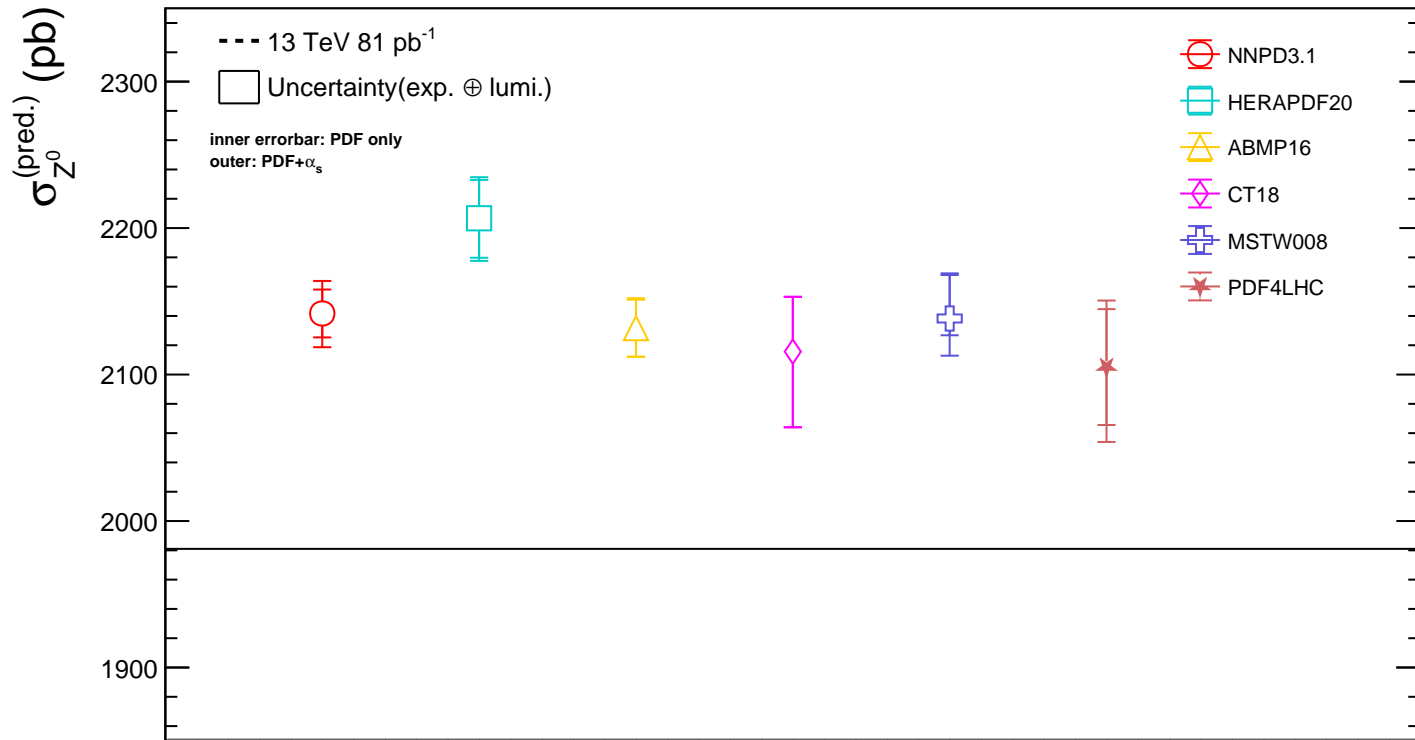 σ_{Z^0}^{(pred.)} (pb)
2300
2200
2100
2000
1900
13 TeV 81 pb^{-1}
Uncertainty(exp. ⊕ lumi.)
inner errorbar: PDF only
outer: PDF+α_s
NNPD3.1
HERAPDF20
ABMP16
CT18
MSTW008
PDF4LHC